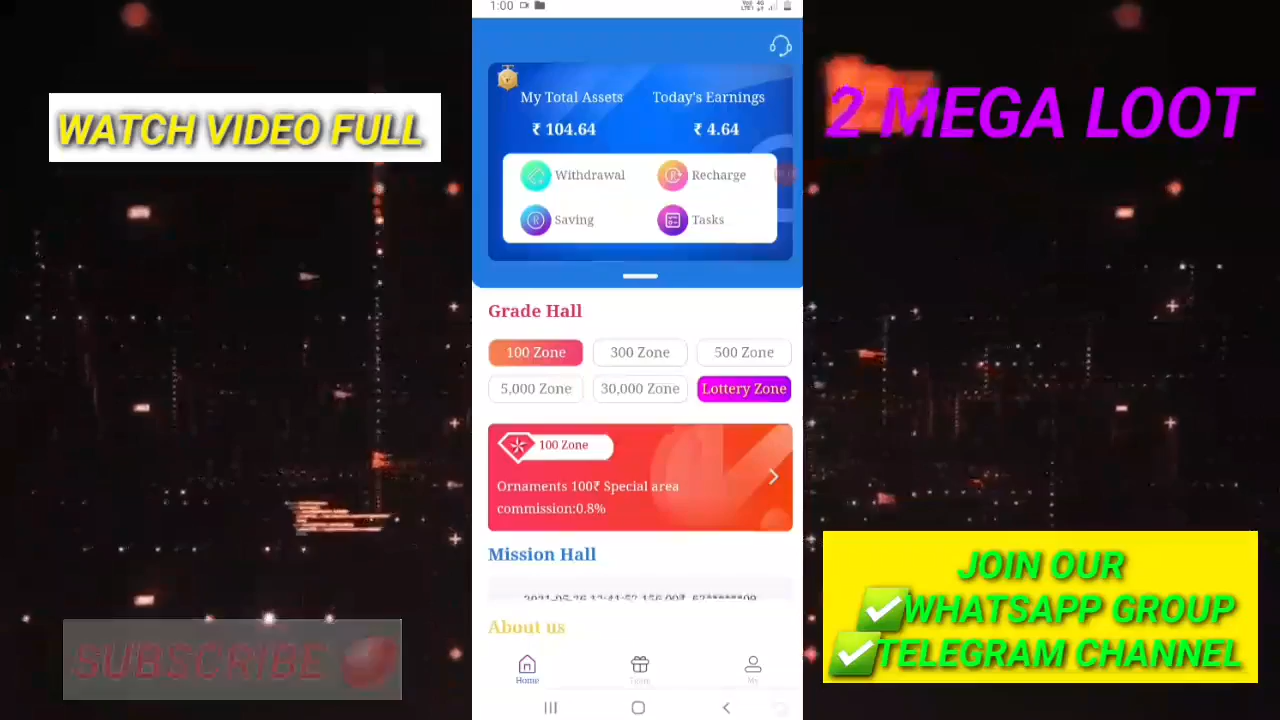 1:00
WATCH VIDEO FULL
2 MEGA LOOT
My Total Assets
Today's Earnings
₹ 104.64
₹ 4.64
Withdrawal
Recharge
Saving
Tasks
Grade Hall
100 Zone
300 Zone
500 Zone
5,000 Zone
30,000 Zone
Lottery Zone
100 Zone
Ornaments 100₹ Special area
commission:0.8%
Mission Hall
About us
Home
Team
My
SUBSCRIBE
JOIN OUR
✅WHATSAPP GROUP
✅TELEGRAM CHANNEL